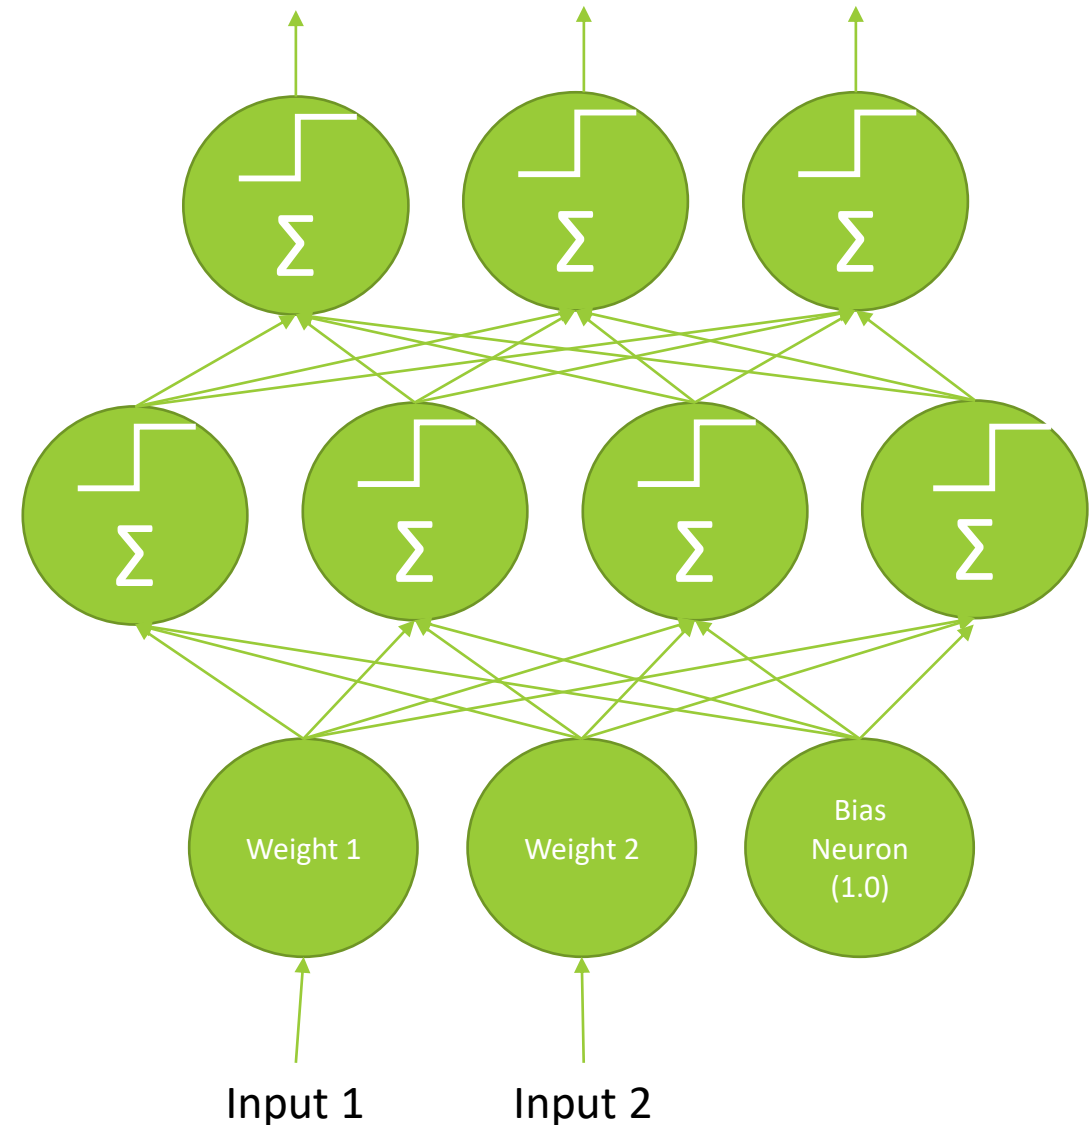 Σ Σ Σ
Σ Σ Σ Σ
Weight 1
Weight 2
Bias
Neuron
(1.0)
Input 1
Input 2